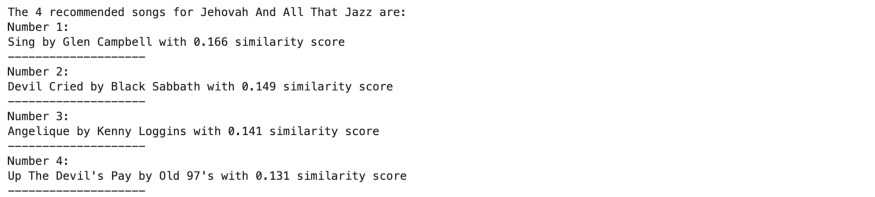 The 4 recommended songs for Jehovah And All That Jazz are:
Number 1:
Sing by Glen Campbell with 0.166 similarity score
--------------------
Number 2:
Devil Cried by Black Sabbath with 0.149 similarity score
--------------------
Number 3:
Angelique by Kenny Loggins with 0.141 similarity score
--------------------
Number 4:
Up The Devil's Pay by Old 97's with 0.131 similarity score
--------------------